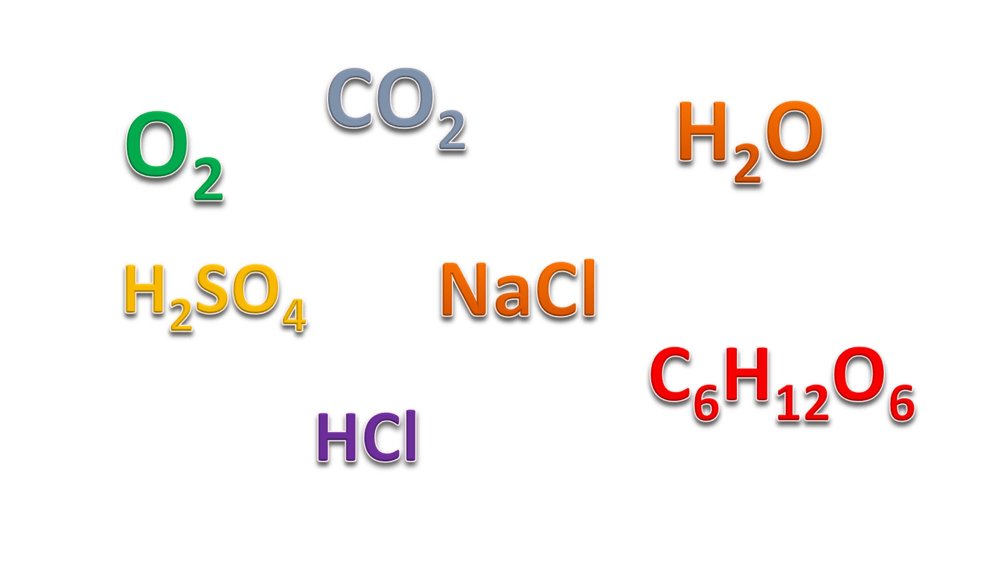 O₂
CO₂
H₂O
H₂SO₄
NaCl
C₆H₁₂O₆
HCl